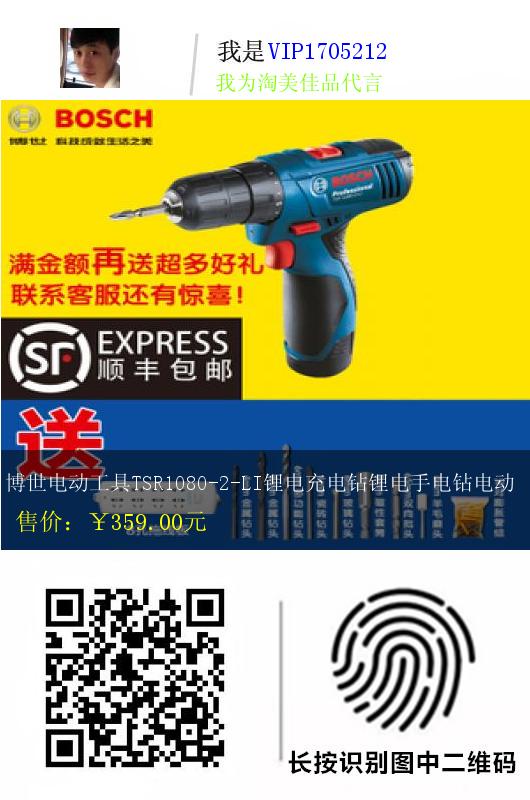 我是VIP1705212
我为淘美佳品代言
BOSCH
博世 科技成就生活之美
BOSCH
Professional
满金额再送超多好礼
联系客服还有惊喜!
SF EXPRESS
顺丰包邮
送
博世电动工具TSR1080-2-LI锂电充电钻锂电手电钻电动
售价:￥359.00元
长按识别图中二维码